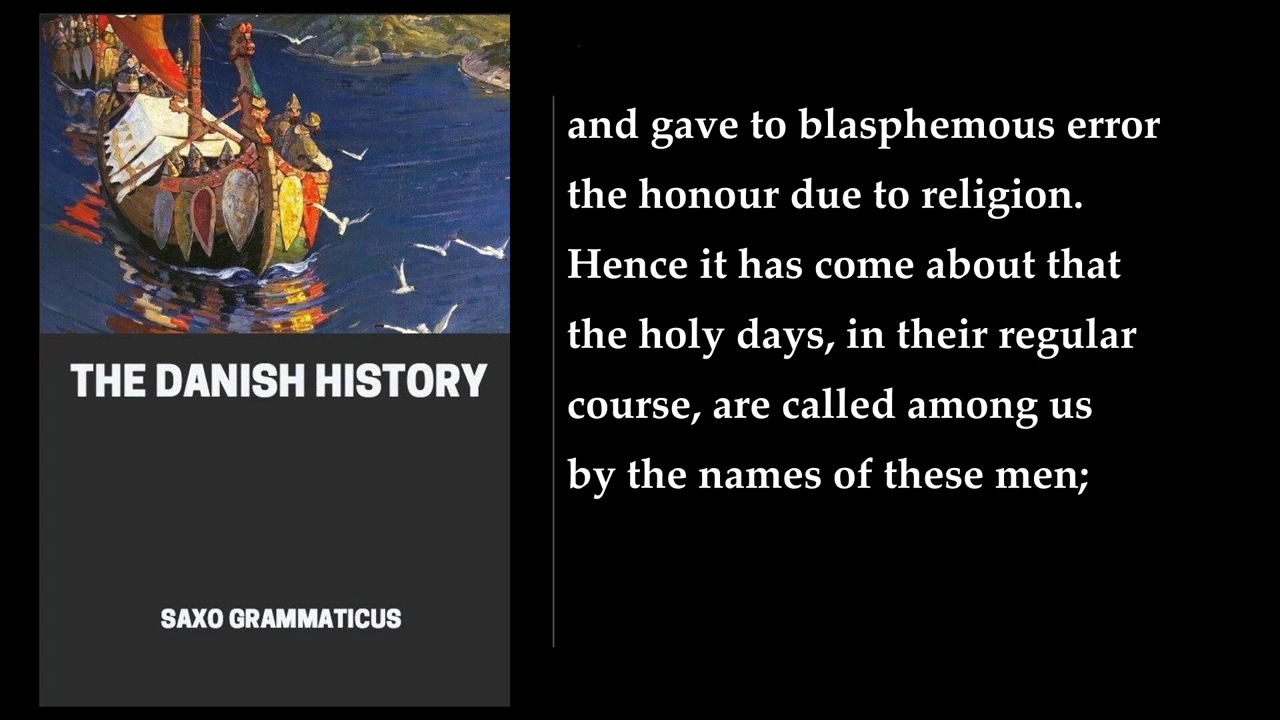 THE DANISH HISTORY
SAXO GRAMMATICUS
and gave to blasphemous error
the honour due to religion.
Hence it has come about that
the holy days, in their regular
course, are called among us
by the names of these men;